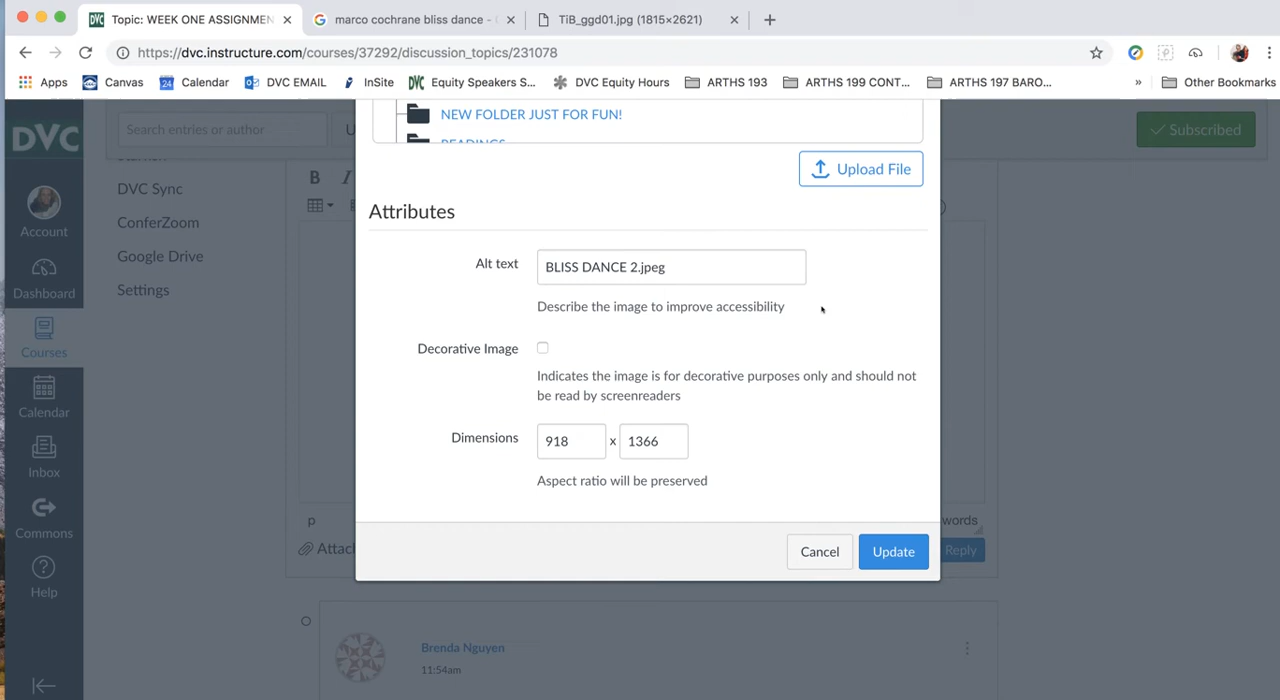 Topic: WEEK ONE ASSIGNMEN
marco cochrane bliss dance -
TiB_ggd01.jpg (1815×2621)
https://dvc.instructure.com/courses/37292/discussion_topics/231078
Apps
Canvas
Calendar
DVC EMAIL
InSite
Equity Speakers S...
DVC Equity Hours
ARTHS 193
ARTHS 199 CONT...
ARTHS 197 BARO...
»
Other Bookmarks
DVC
Search entries or author
U
Subscribed
NEW FOLDER JUST FOR FUN!
READINGS
Upload File
B I
DVC Sync
ConferZoom
Google Drive
Settings
Account
Dashboard
Courses
Calendar
Inbox
Commons
Help
Attributes
Alt text
BLISS DANCE 2.jpeg
Describe the image to improve accessibility
Decorative Image
Indicates the image is for decorative purposes only and should not
be read by screenreaders
Dimensions
918 x 1366
Aspect ratio will be preserved
Cancel
Update
p
words
Attac
Reply
Brenda Nguyen
11:54am